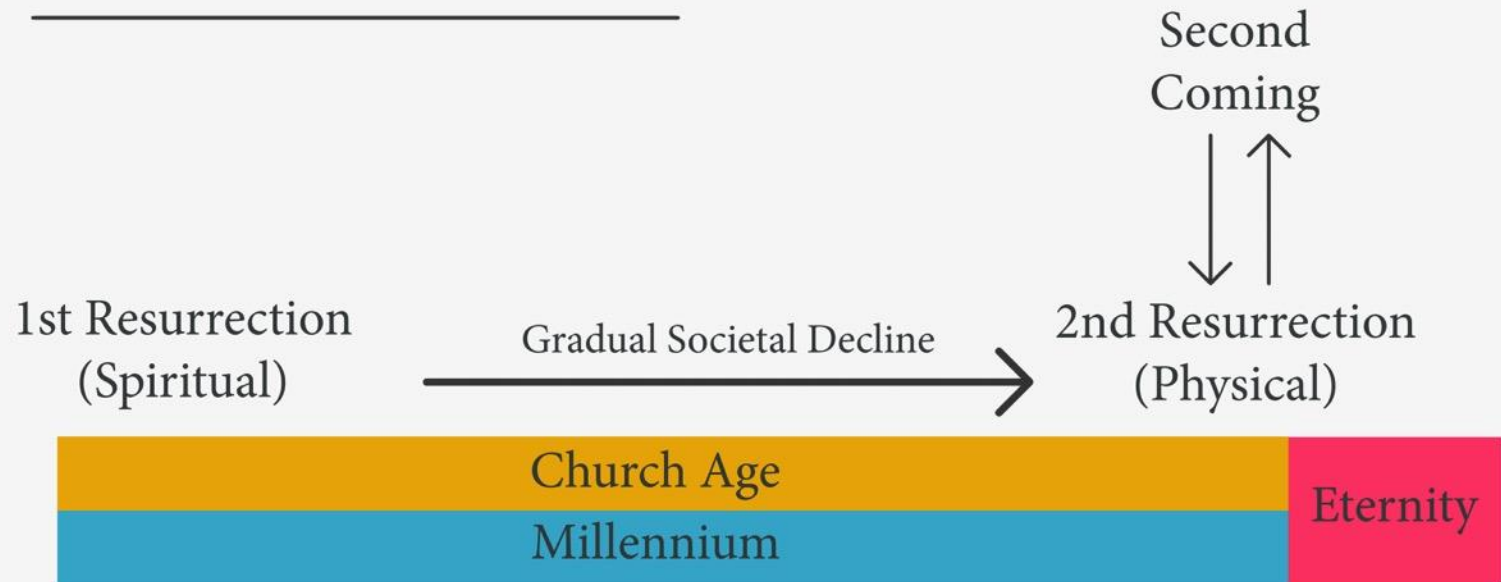 Second
Coming
1st Resurrection
(Spiritual)
Gradual Societal Decline
2nd Resurrection
(Physical)
Church Age
Millennium
Eternity